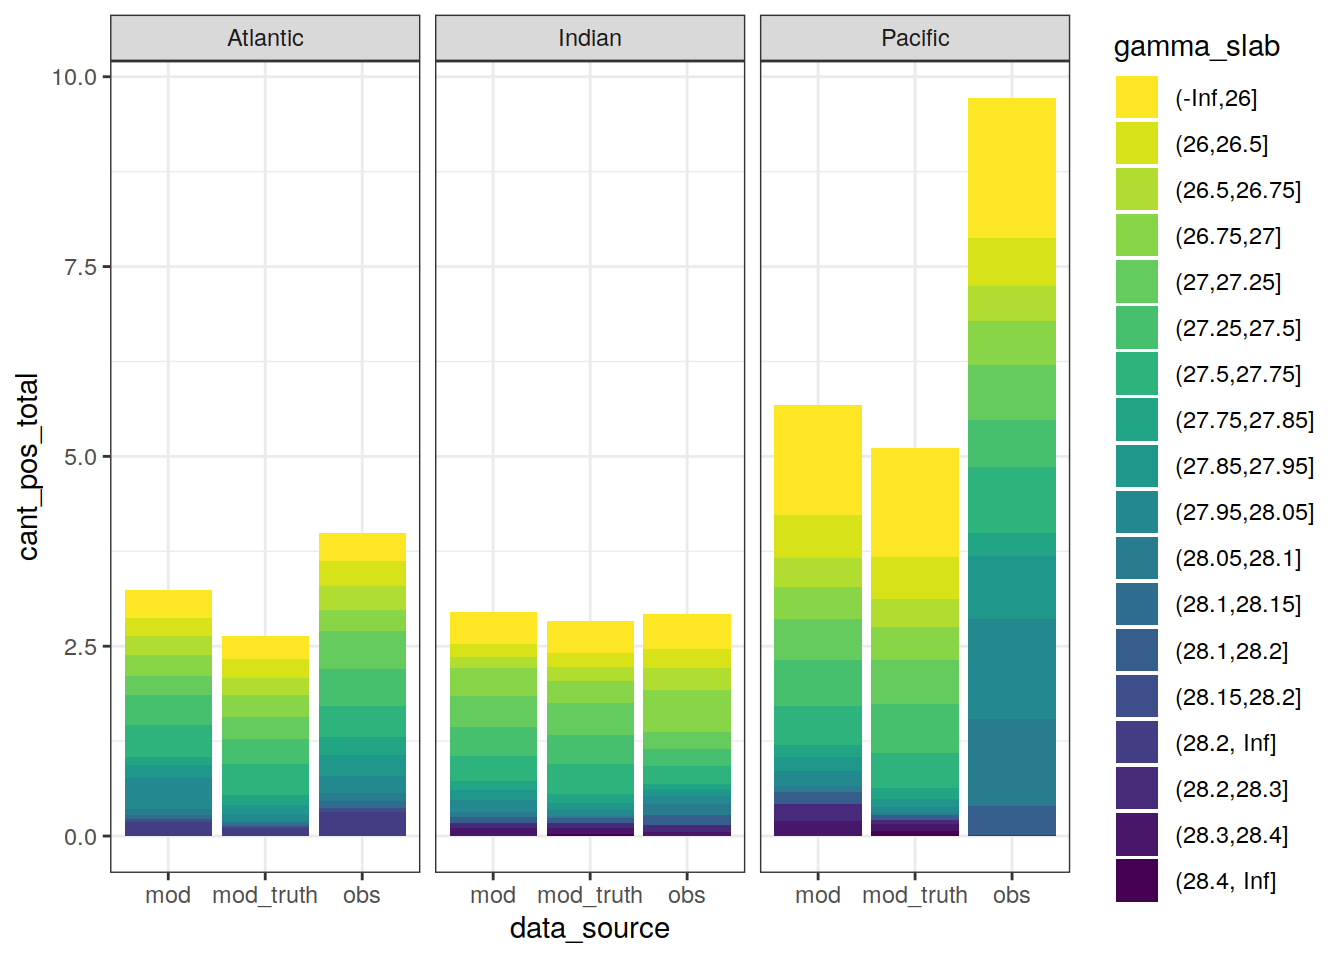 Atlantic
Indian
Pacific
gamma_slab
(-Inf,26]
(26,26.5]
(26.5,26.75]
(26.75,27]
(27,27.25]
(27.25,27.5]
(27.5,27.75]
(27.75,27.85]
(27.85,27.95]
(27.95,28.05]
(28.05,28.1]
(28.1,28.15]
(28.1,28.2]
(28.15,28.2]
(28.2, Inf]
(28.2,28.3]
(28.3,28.4]
(28.4, Inf]
cant_pos_total
10.0
7.5
5.0
2.5
0.0
mod mod_truth obs
mod mod_truth obs
mod mod_truth obs
data_source